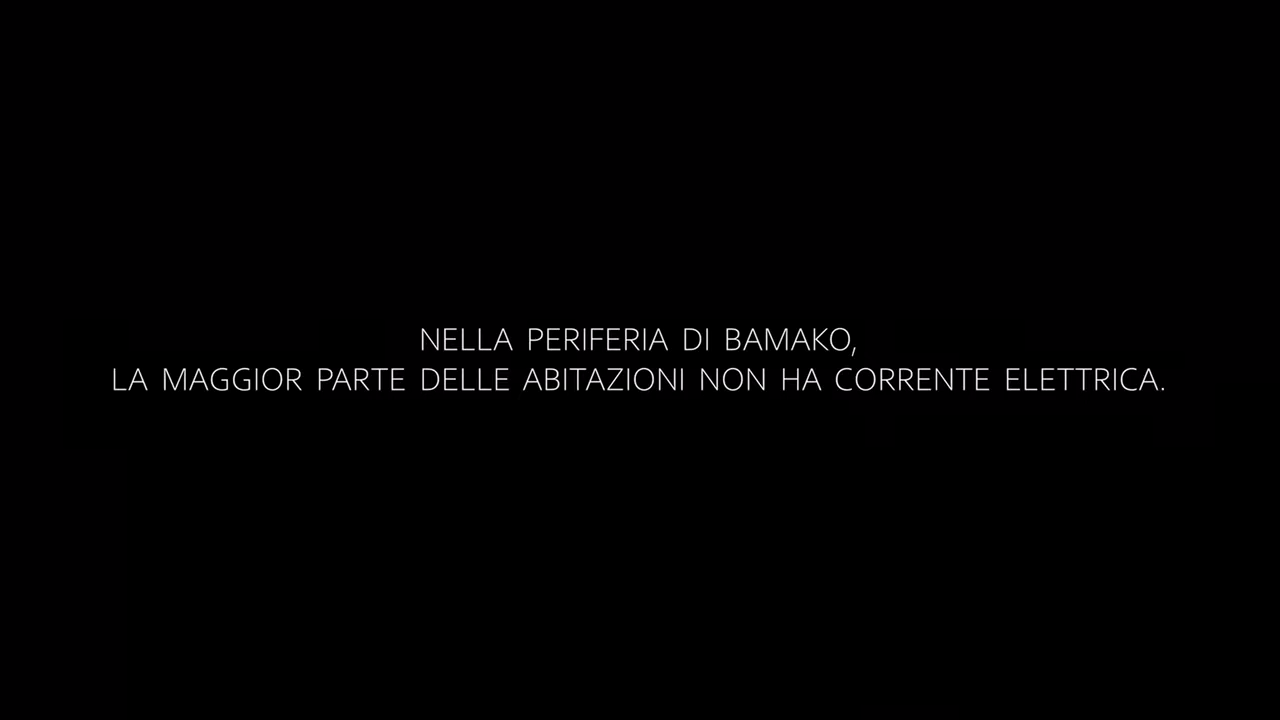 NELLA PERIFERIA DI BAMAKO,
LA MAGGIOR PARTE DELLE ABITAZIONI NON HA CORRENTE ELETTRICA.